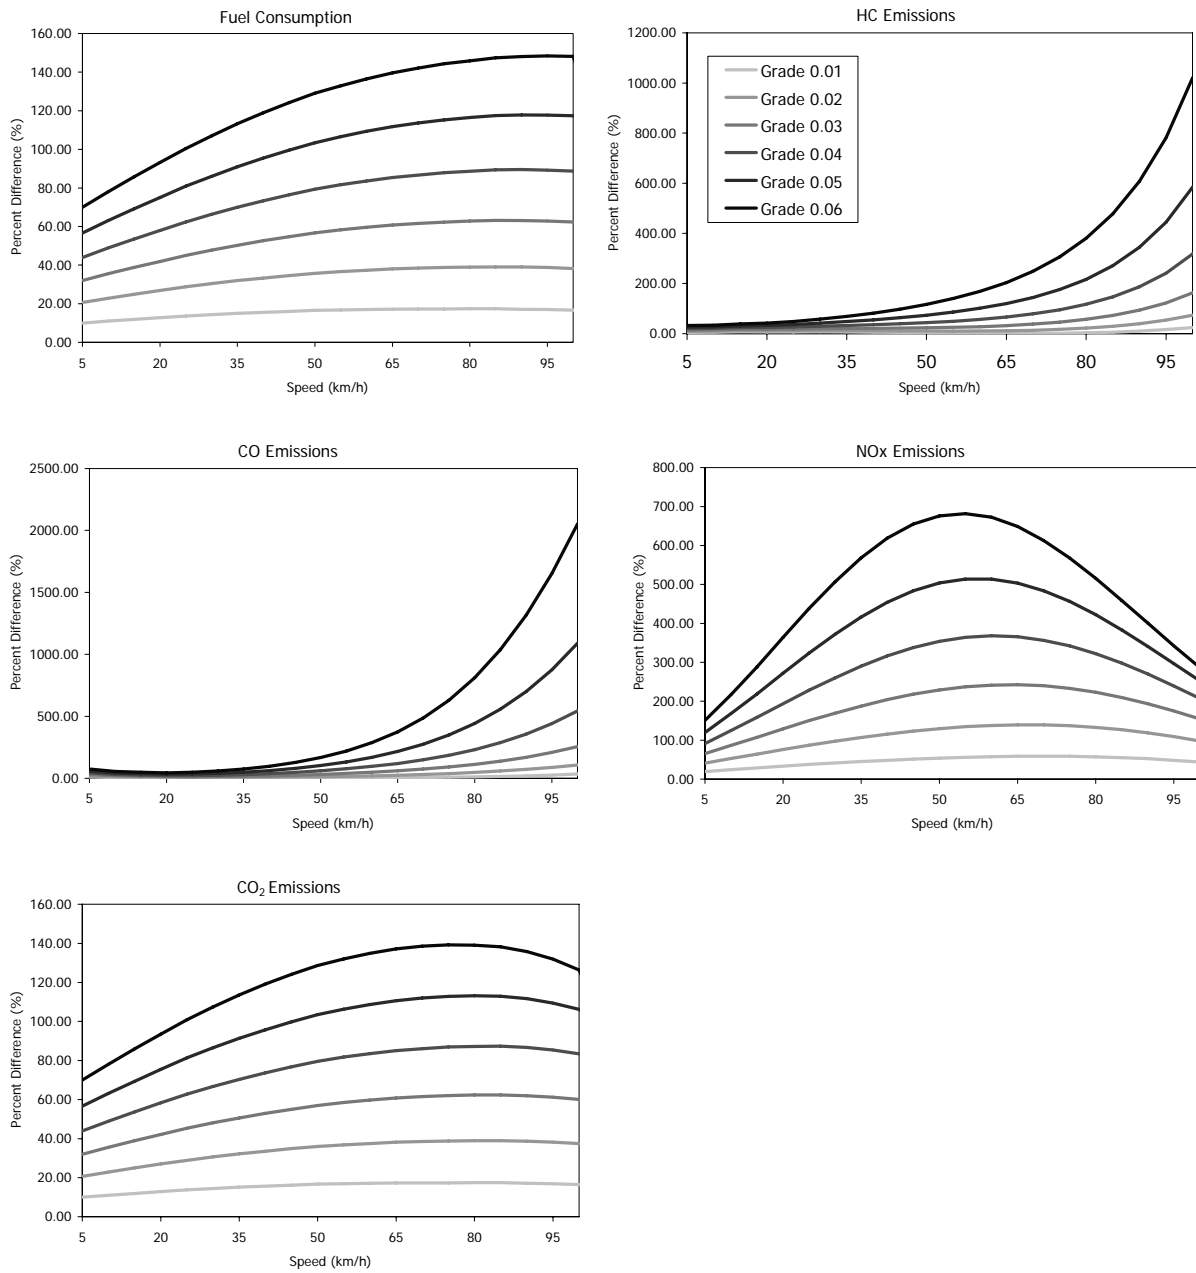 Fuel Consumption
160.00
140.00
120.00
100.00
80.00
60.00
40.00
20.00
0.00
Percent Difference (%)
5 20 35 50 65 80 95
Speed (km/h)
HC Emissions
1200.00
1000.00
800.00
600.00
400.00
200.00
0.00
Percent Difference (%)
Grade 0.01
Grade 0.02
Grade 0.03
Grade 0.04
Grade 0.05
Grade 0.06
5 20 35 50 65 80 95
Speed (km/h)
CO Emissions
2500.00
2000.00
1500.00
1000.00
500.00
0.00
Percent Difference (%)
5 20 35 50 65 80 95
Speed (km/h)
NOx Emissions
800.00
700.00
600.00
500.00
400.00
300.00
200.00
100.00
0.00
Percent Difference (%)
5 20 35 50 65 80 95
Speed (km/h)
CO₂ Emissions
160.00
140.00
120.00
100.00
80.00
60.00
40.00
20.00
0.00
Percent Difference (%)
5 20 35 50 65 80 95
Speed (km/h)